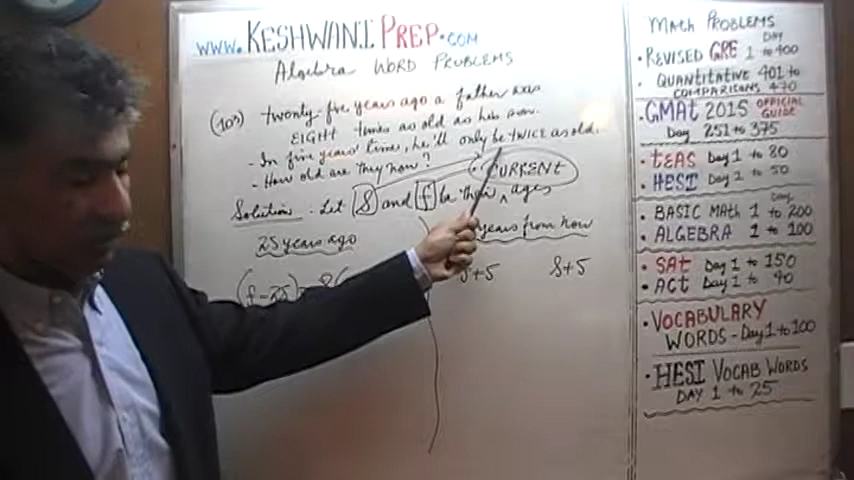 www.KESHWANIPREP.com
Algebra WORD PROBLEMS
(103) twenty-five years ago a father was
EIGHT times as old as his son.
- In five years' time, he'll only be twice as old.
- How old are they now?
CURRENT
Solution: Let S and f be their ^ ages
25 years ago
years from now
(f-25) = 8(
+5 S+5
Math PROBLEMS
DAY
• REVISED GRE 1 to 400
• QUANTITATIVE 401 to
COMPARISONS 470
• GMAt 2015 OFFICIAL GUIDE
Day 251 to 375
• tEAS Day 1 to 80
• HESI Day 1 to 50
Day
• BASIC MAth 1 to 200
• ALGEBRA 1 to 100
• SAt Day 1 to 150
• ACt Day 1 to 90
• VOCABULARY
WORDS - Day 1 to 100
• HESI VOCAB WORDS
DAY 1 to 25